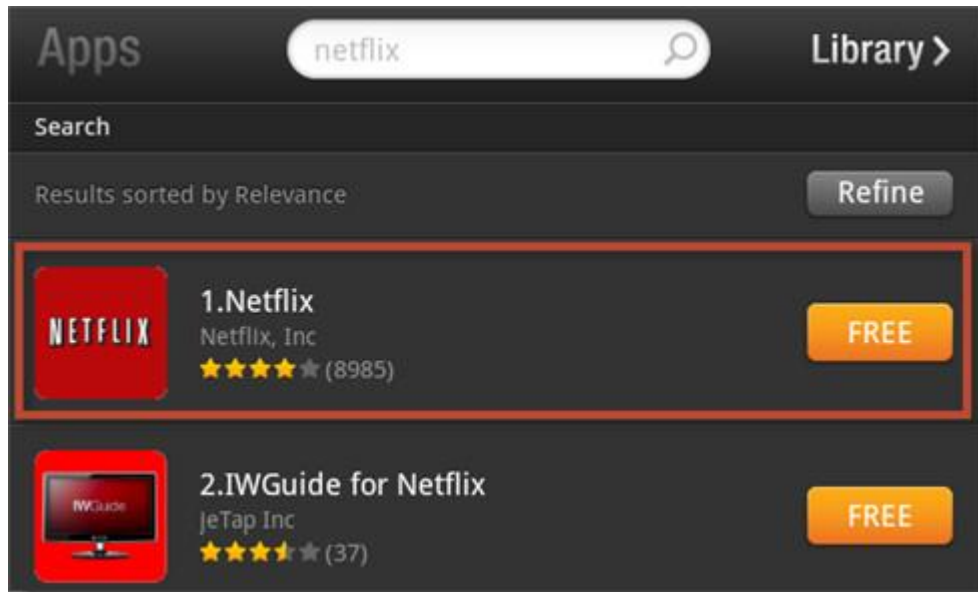 Apps
netflix
Library >
Search
Results sorted by Relevance
Refine
NETFLIX
1.Netflix
Netflix, Inc
(8985)
FREE
IWGuide
2.IWGuide for Netflix
JeTap Inc
(37)
FREE